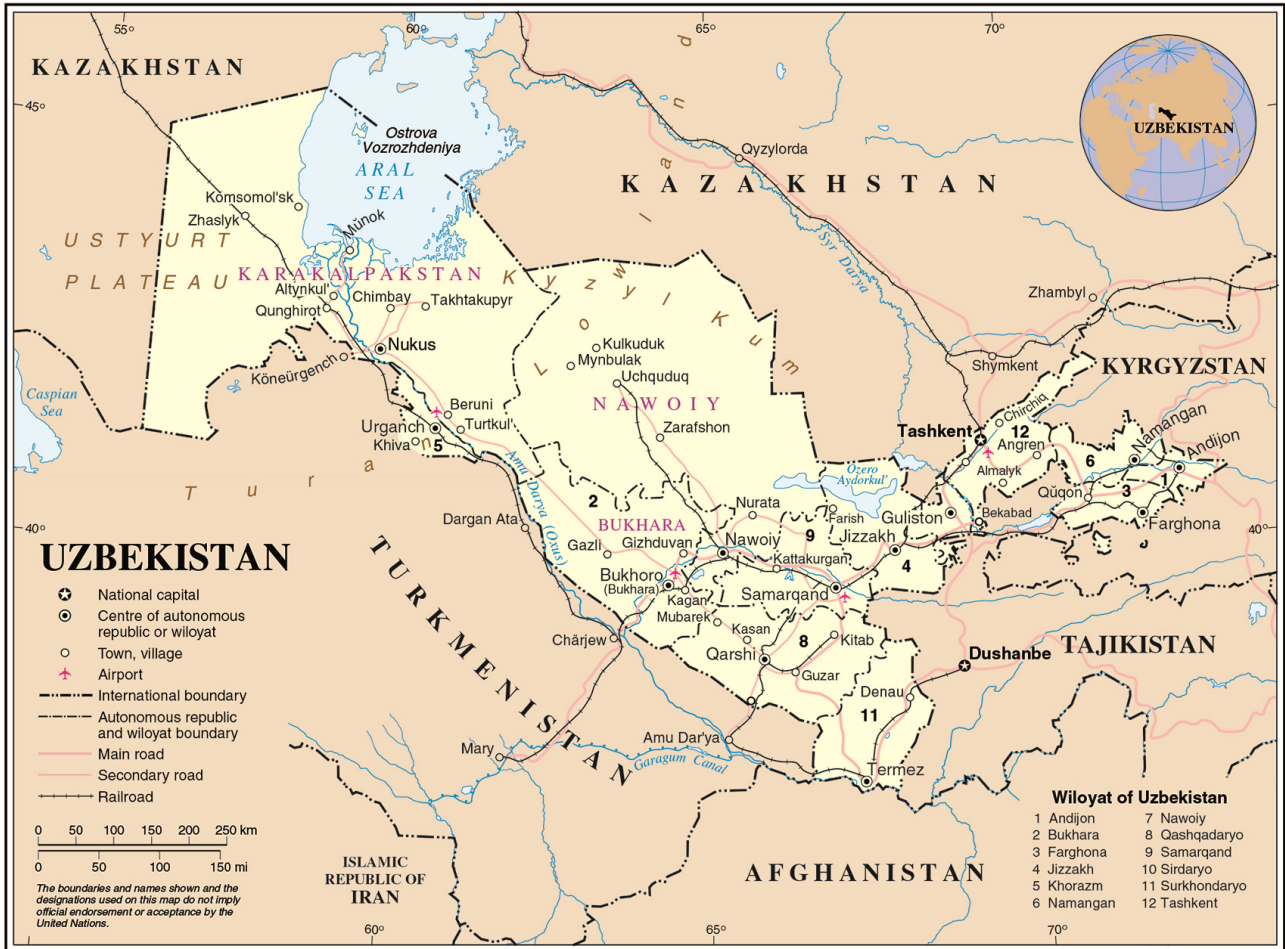 55°
60°
65°
70°
KAZAKHSTAN
45°
Ostrova
Vozrozhdeniya
ARAL
SEA
UZBEKISTAN
Qyzylorda
KAZAKHSTAN
Komsomol'sk
Zhaslyk
Mŭnok
Syr Darya
USTYURT
PLATEAU
KARAKALPAKSTAN
Kyzyl Kum
Turan Lowland
Altynkul'
Chimbay
Takhtakupyr
Qunghirot
Zhambyl
Nukus
Köneürgench
Kulkuduk
Mynbulak
Uchquduq
Shymkent
KYRGYZSTAN
Caspian
Sea
NAWOIY
Beruni
Urganch
Turtkul'
Khiva
5
Zarafshon
Chirchiq
Tashkent
12
Angren
Almalyk
Namangan
Andijon
6
1
3
Qŭqon
Farghona
Amu Darya (Oxus)
Ozero
Aydorkul'
2
Dargan Ata
BUKHARA
Nurata
Farish
Guliston
Bekabad
40°
40°
Gazli
Gizhduvan
Nawoiy
9
Jizzakh
Kattakurgan
4
Bukhoro
(Bukhara)
Kagan
Samarqand
Mubarek
Kasan
8
Kitab
Qarshi
Guzar
Chärjew
Dushanbe
TAJIKISTAN
Denau
11
TURKMENISTAN
Mary
Amu Dar'ya
Garagum Canal
Termez
ISLAMIC
REPUBLIC OF
IRAN
AFGHANISTAN
UZBEKISTAN
National capital
Centre of autonomous
republic or wiloyat
Town, village
Airport
International boundary
Autonomous republic
and wiloyat boundary
Main road
Secondary road
Railroad
0 50 100 150 200 250 km
0 50 100 150 mi
The boundaries and names shown and the
designations used on this map do not imply
official endorsement or acceptance by the
United Nations.
Wiloyat of Uzbekistan
1 Andijon
2 Bukhara
3 Farghona
4 Jizzakh
5 Khorazm
6 Namangan
7 Nawoiy
8 Qashqadaryo
9 Samarqand
10 Sirdaryo
11 Surkhondaryo
12 Tashkent
60°
65°
70°